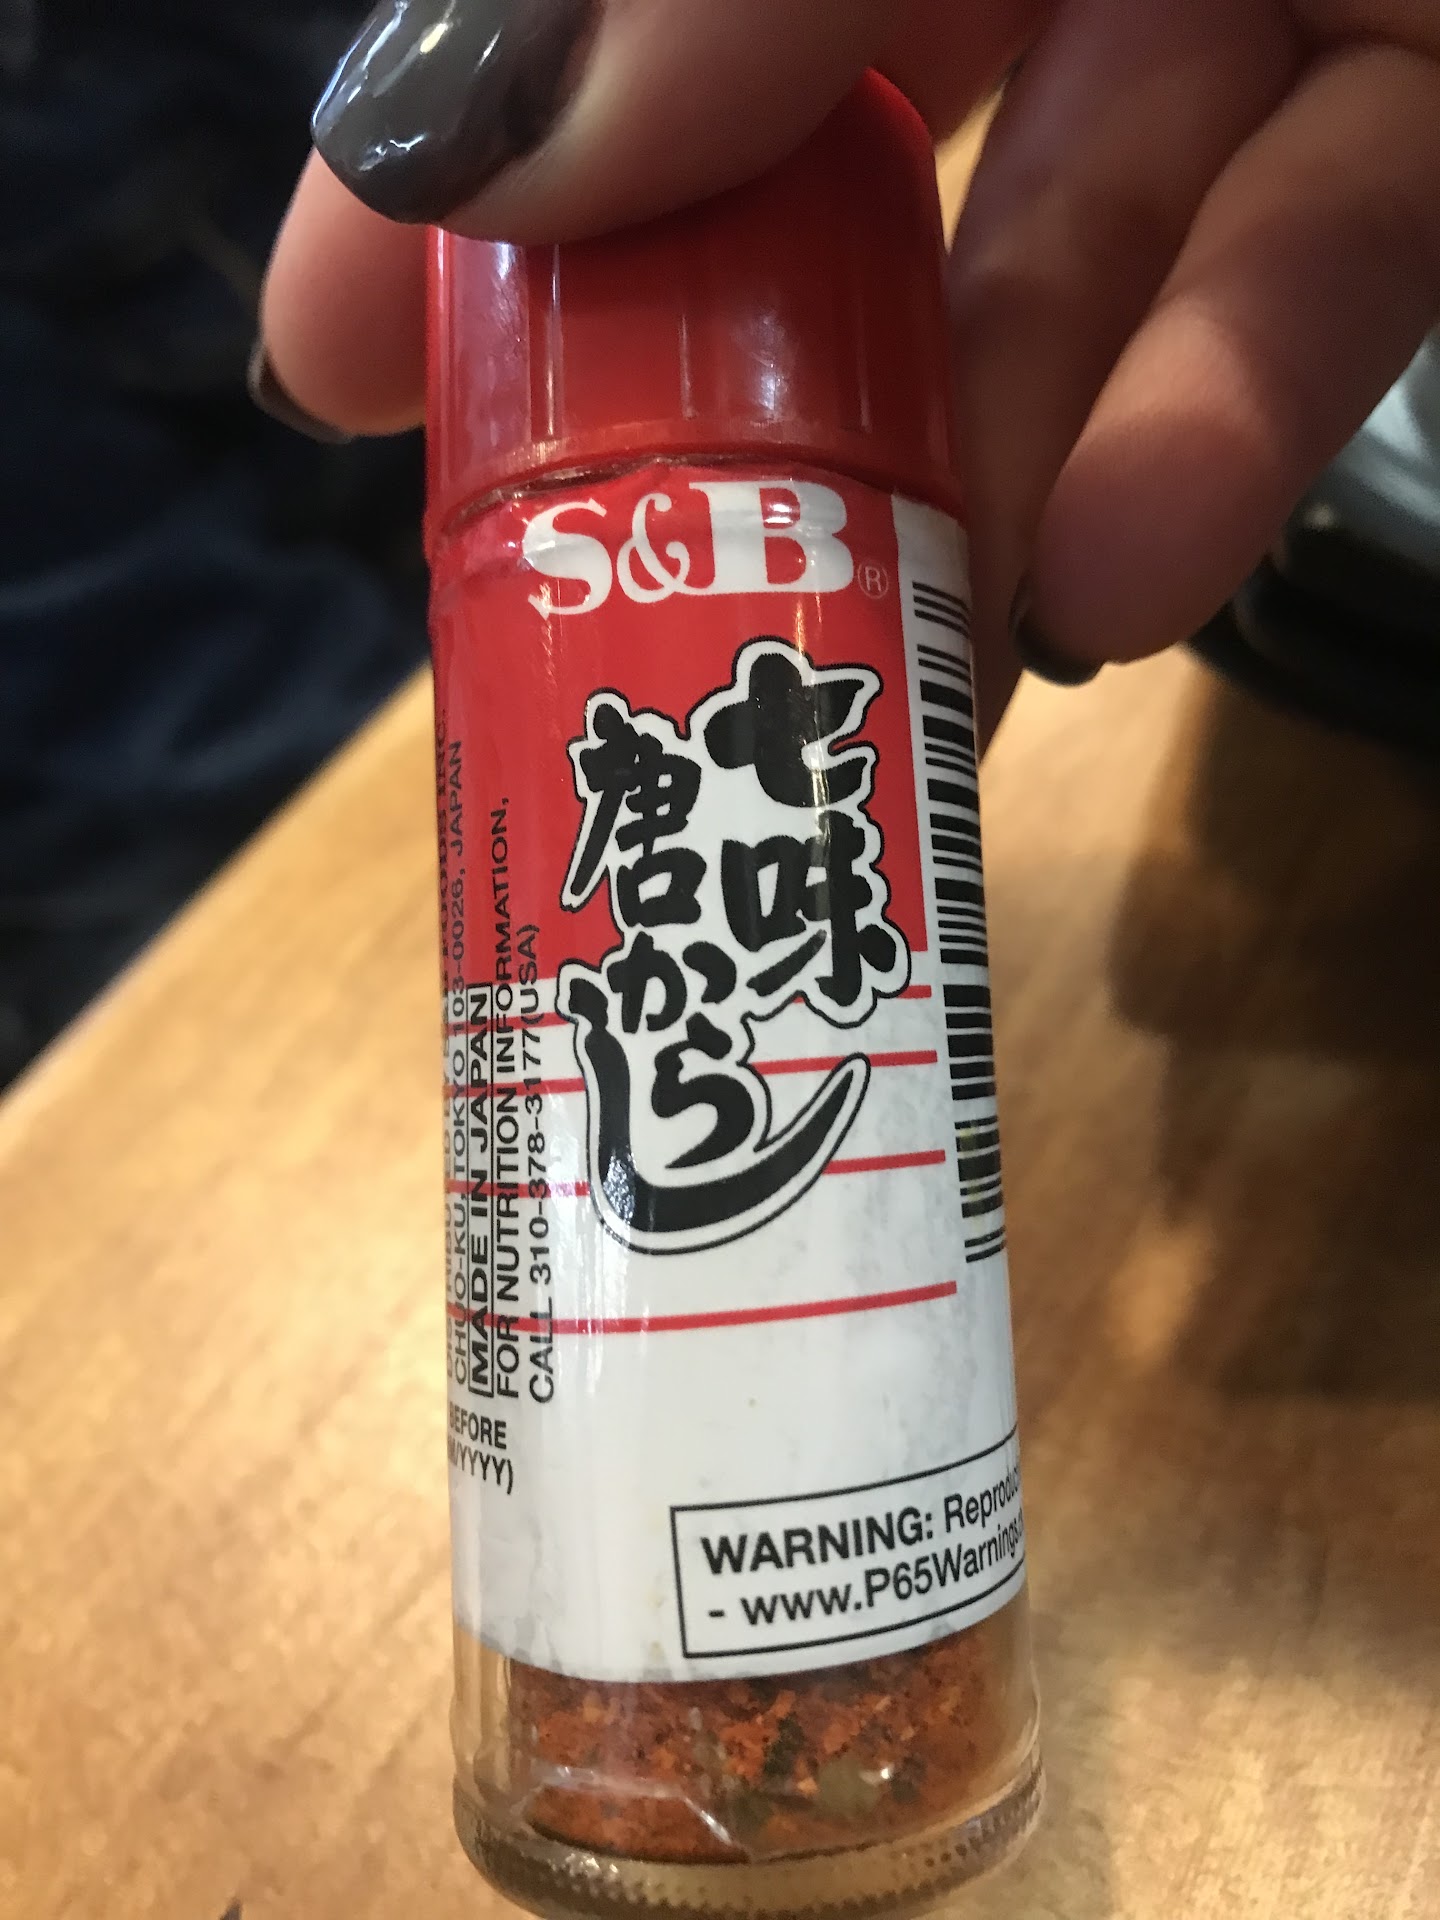 S&B®
七味
唐からし
CHUO-KU, TOKYO 103-0026, JAPAN
MADE IN JAPAN
FOR NUTRITION INFORMATION,
CALL 310-378-3177 (USA)
BEFORE
/YYYY)
WARNING:
- www.P65Warnings